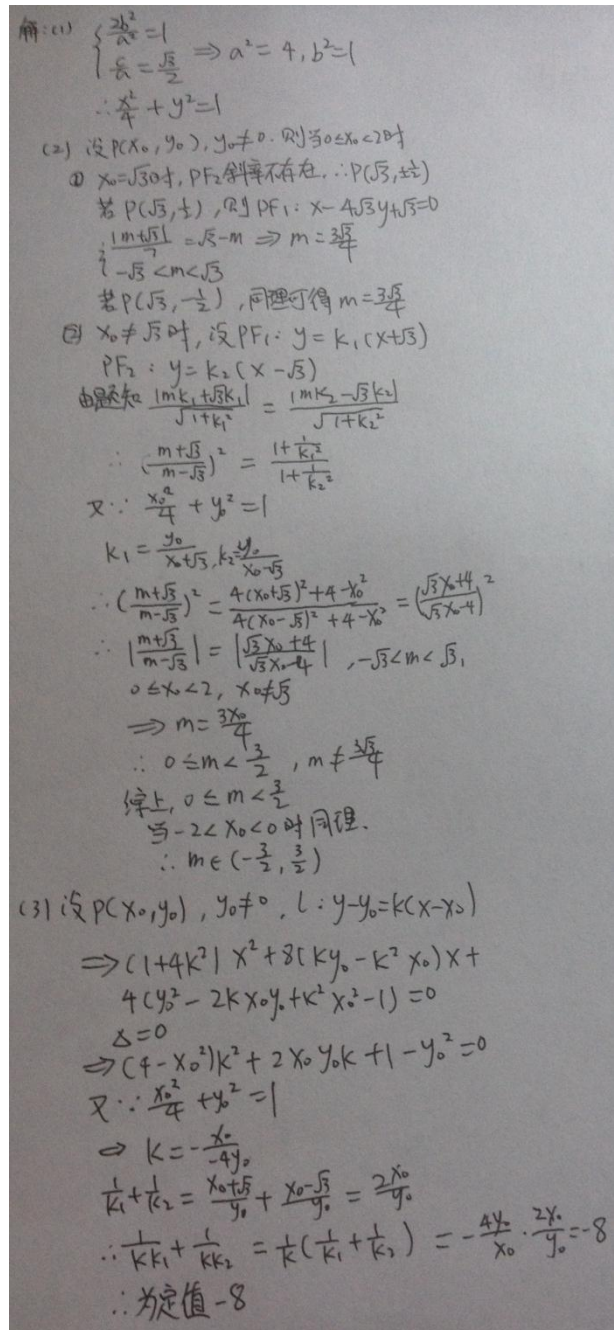 解:(1) { 2b²/a = 1
c/a = √3/2 ⇒ a² = 4, b² = 1
∴ x²/4 + y² = 1
(2) 设P(x₀, y₀), y₀≠0. 则当0≤x₀<2时
① x₀=√3时, PF₂斜率不存在, ∴P(√3, ±½)
若P(√3, ½), 则PF₁: x-4√3y+√3=0
{ |m+√3|/7 = √3-m ⇒ m = 3√3/4
-√3<m<√3
若P(√3, -½), 同理可得 m = 3√3/4
② x₀≠√3时, 设PF₁: y = k₁(x+√3)
PF₂: y = k₂(x-√3)
由题知 |mk₁+√3k₁|/√(1+k₁²) = |mk₂-√3k₂|/√(1+k₂²)
∴ ((m+√3)/(m-√3))² = (1+1/k₁²)/(1+1/k₂²)
又∵ x₀²/4 + y₀² = 1
k₁ = y₀/(x₀+√3), k₂ = y₀/(x₀-√3)
∴ ((m+√3)/(m-√3))² = (4(x₀+√3)²+4-x₀²)/(4(x₀-√3)²+4-x₀²) = ((√3x₀+4)/(√3x₀-4))²
∴ |(m+√3)/(m-√3)| = |(√3x₀+4)/(√3x₀-4)|, -√3<m<√3,
0≤x₀<2, x₀≠√3
⇒ m = 3x₀/4
∴ 0≤m<3/2, m≠3√3/4
综上, 0≤m<3/2
当-2<x₀<0时同理.
∴ m∈(-3/2, 3/2)
(3) 设P(x₀, y₀), y₀≠0, l: y-y₀=k(x-x₀)
⇒ (1+4k²)x²+8(ky₀-k²x₀)x+
4(y₀²-2kx₀y₀+k²x₀²-1)=0
Δ=0
⇒ (4-x₀²)k²+2x₀y₀k+1-y₀²=0
又∵ x₀²/4 + y₀² = 1
⇒ k = -x₀/-4y₀
1/k₁ + 1/k₂ = (x₀+√3)/y₀ + (x₀-√3)/y₀ = 2x₀/y₀
∴ 1/kk₁ + 1/kk₂ = 1/k(1/k₁+1/k₂) = -4y₀/x₀·2x₀/y₀ = -8
∴ 为定值-8